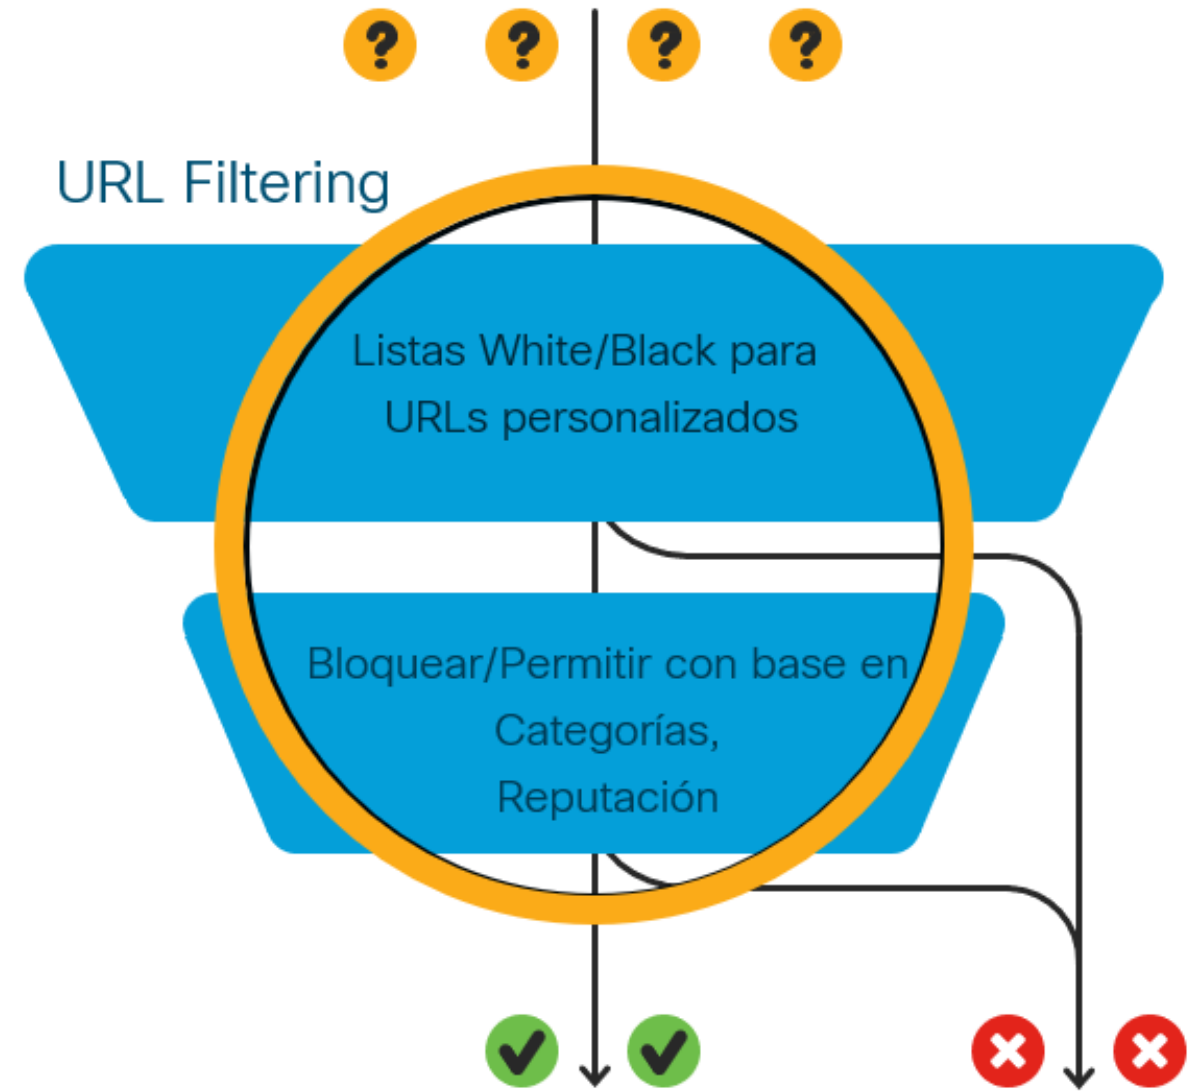 URL Filtering
Listas White/Black para
URLs personalizados
Bloquear/Permitir con base en
Categorías,
Reputación